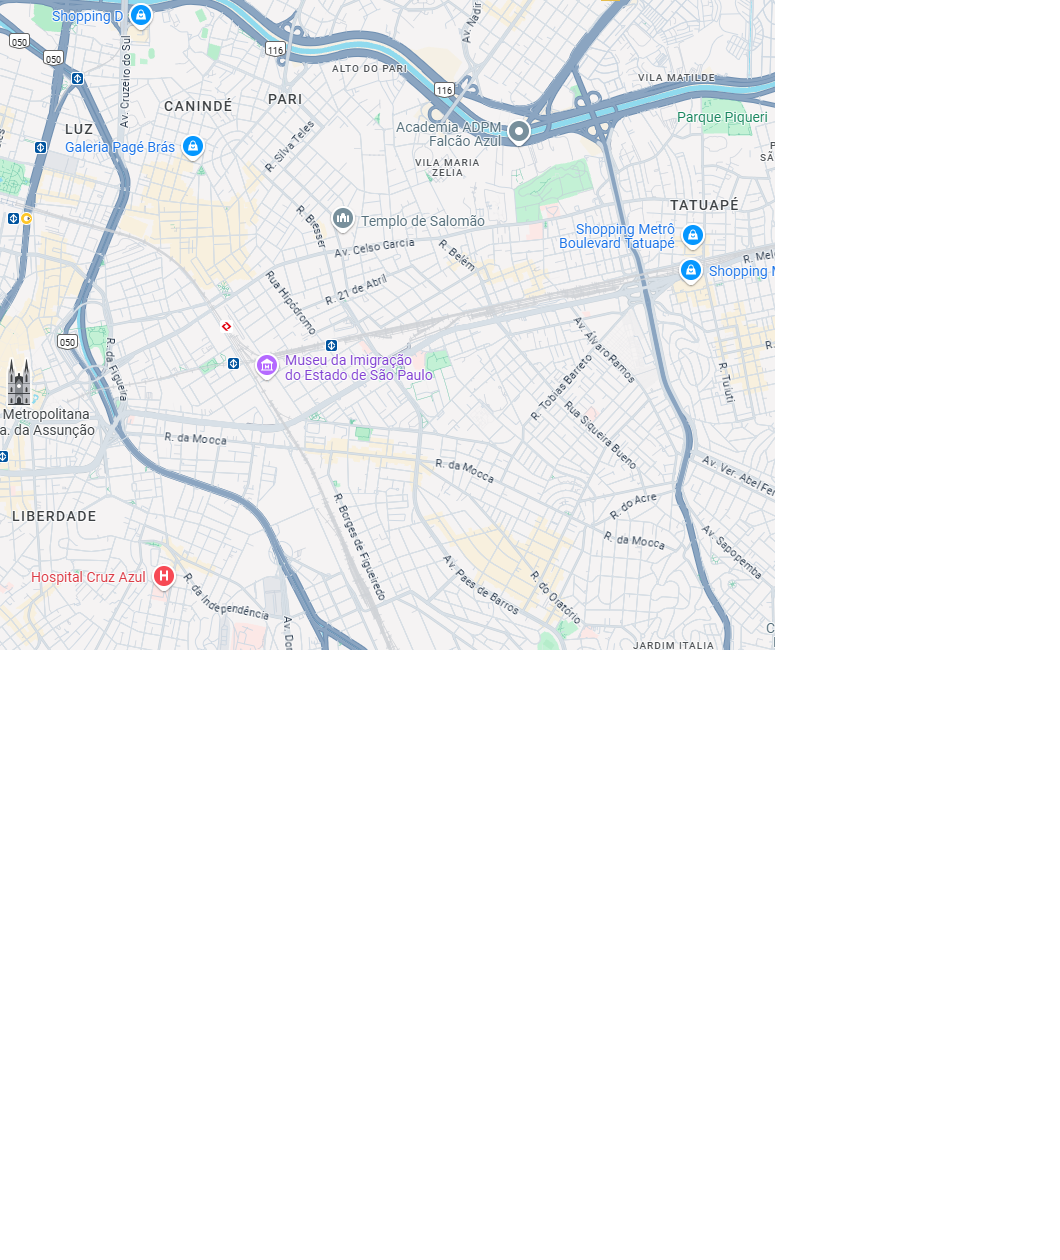 Shopping D
050
050
116
Av. Cruzeiro do Sul
Av. Nadir
ALTO DO PARI
VILA MATILDE
116
CANINDÉ
PARI
Parque Piqueri
LUZ
Galeria Pagé Brás
R. Silva Teles
Academia ADPM
Falcão Azul
VILA MARIA
ZELIA
TATUAPÉ
R. Bresser
Templo de Salomão
Shopping Metrô
Boulevard Tatuapé
Av. Celso Garcia
R. Belém
Shopping M
R. Mel
Rua Hipódromo
R. 21 de Abril
050
R. da Figueira
Museu da Imigração
do Estado de São Paulo
Av. Álvaro Ramos
R. Tobias Barreto
R. Tuiuti
Metropolitana
a. da Assunção
R. da Mocca
Rua Siqueira Bueno
R. da Mocca
Av. Ver. Abel Fer
R. do Acre
LIBERDADE
R. Borges de Figueiredo
R. da Mocca
Av. Sapopemba
Hospital Cruz Azul
R. da Independência
Av. Paes de Barros
R. do Oratório
Av. Do
JARDIM ITALIA